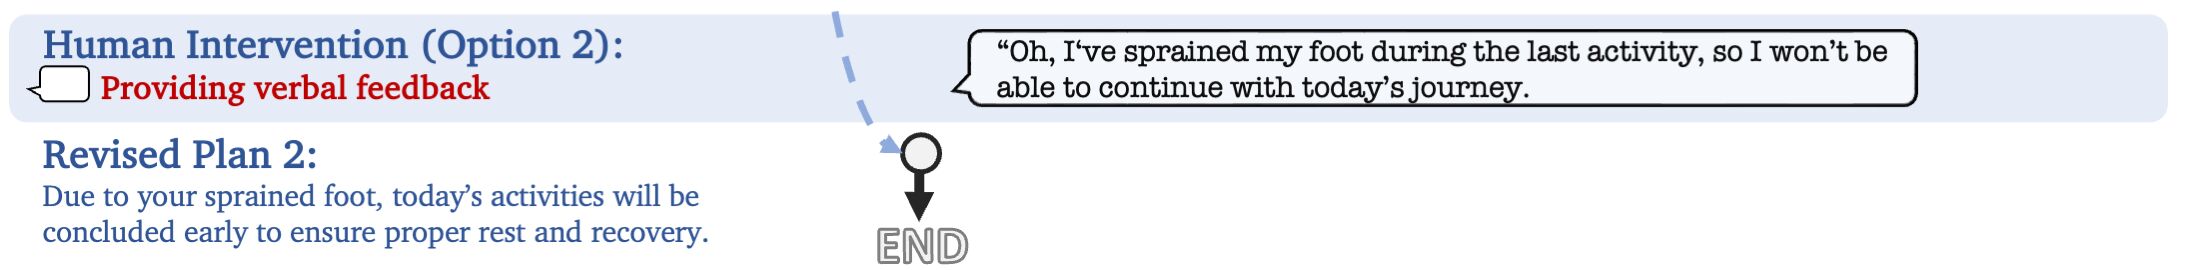 Human Intervention (Option 2):
Providing verbal feedback
“Oh, I‘ve sprained my foot during the last activity, so I won’t be
able to continue with today’s journey.
Revised Plan 2:
Due to your sprained foot, today’s activities will be
concluded early to ensure proper rest and recovery.
END